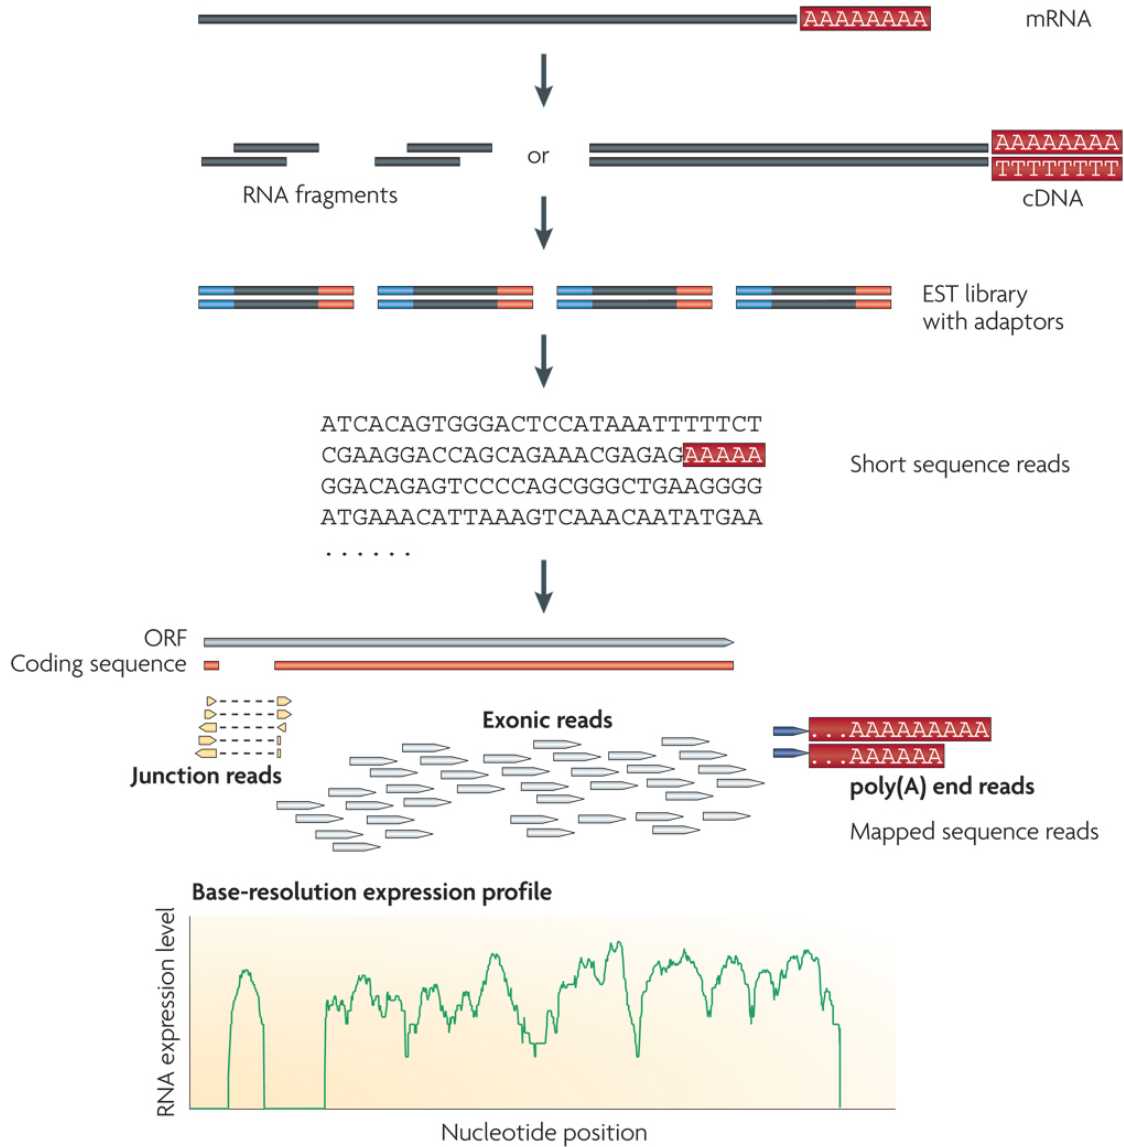 AAAAAAAA
mRNA
or
AAAAAAAA
TTTTTTTT
RNA fragments
cDNA
EST library
with adaptors
ATCACAGTGGGACTCCATAAATTTTTCT
CGAAGGACCAGCAGAAACGAGAGAAAAA
GGACAGAGTCCCCAGCGGGCTGAAGGGG
ATGAAACATTAAAGTCAAACAATATGAA
......
Short sequence reads
ORF
Coding sequence
Junction reads
Exonic reads
...AAAAAAAAA
...AAAAAA
poly(A) end reads
Mapped sequence reads
Base-resolution expression profile
RNA expression level
Nucleotide position